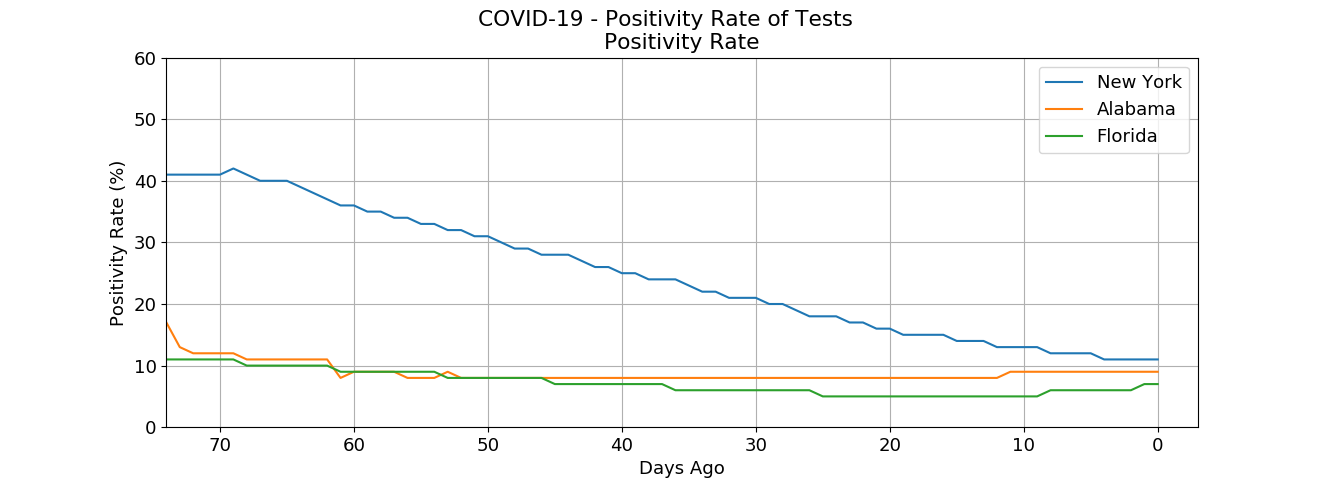 COVID-19 - Positivity Rate of Tests
Positivity Rate
60
50
40
30
20
10
0
Positivity Rate (%)
New York
Alabama
Florida
70 60 50 40 30 20 10 0
Days Ago